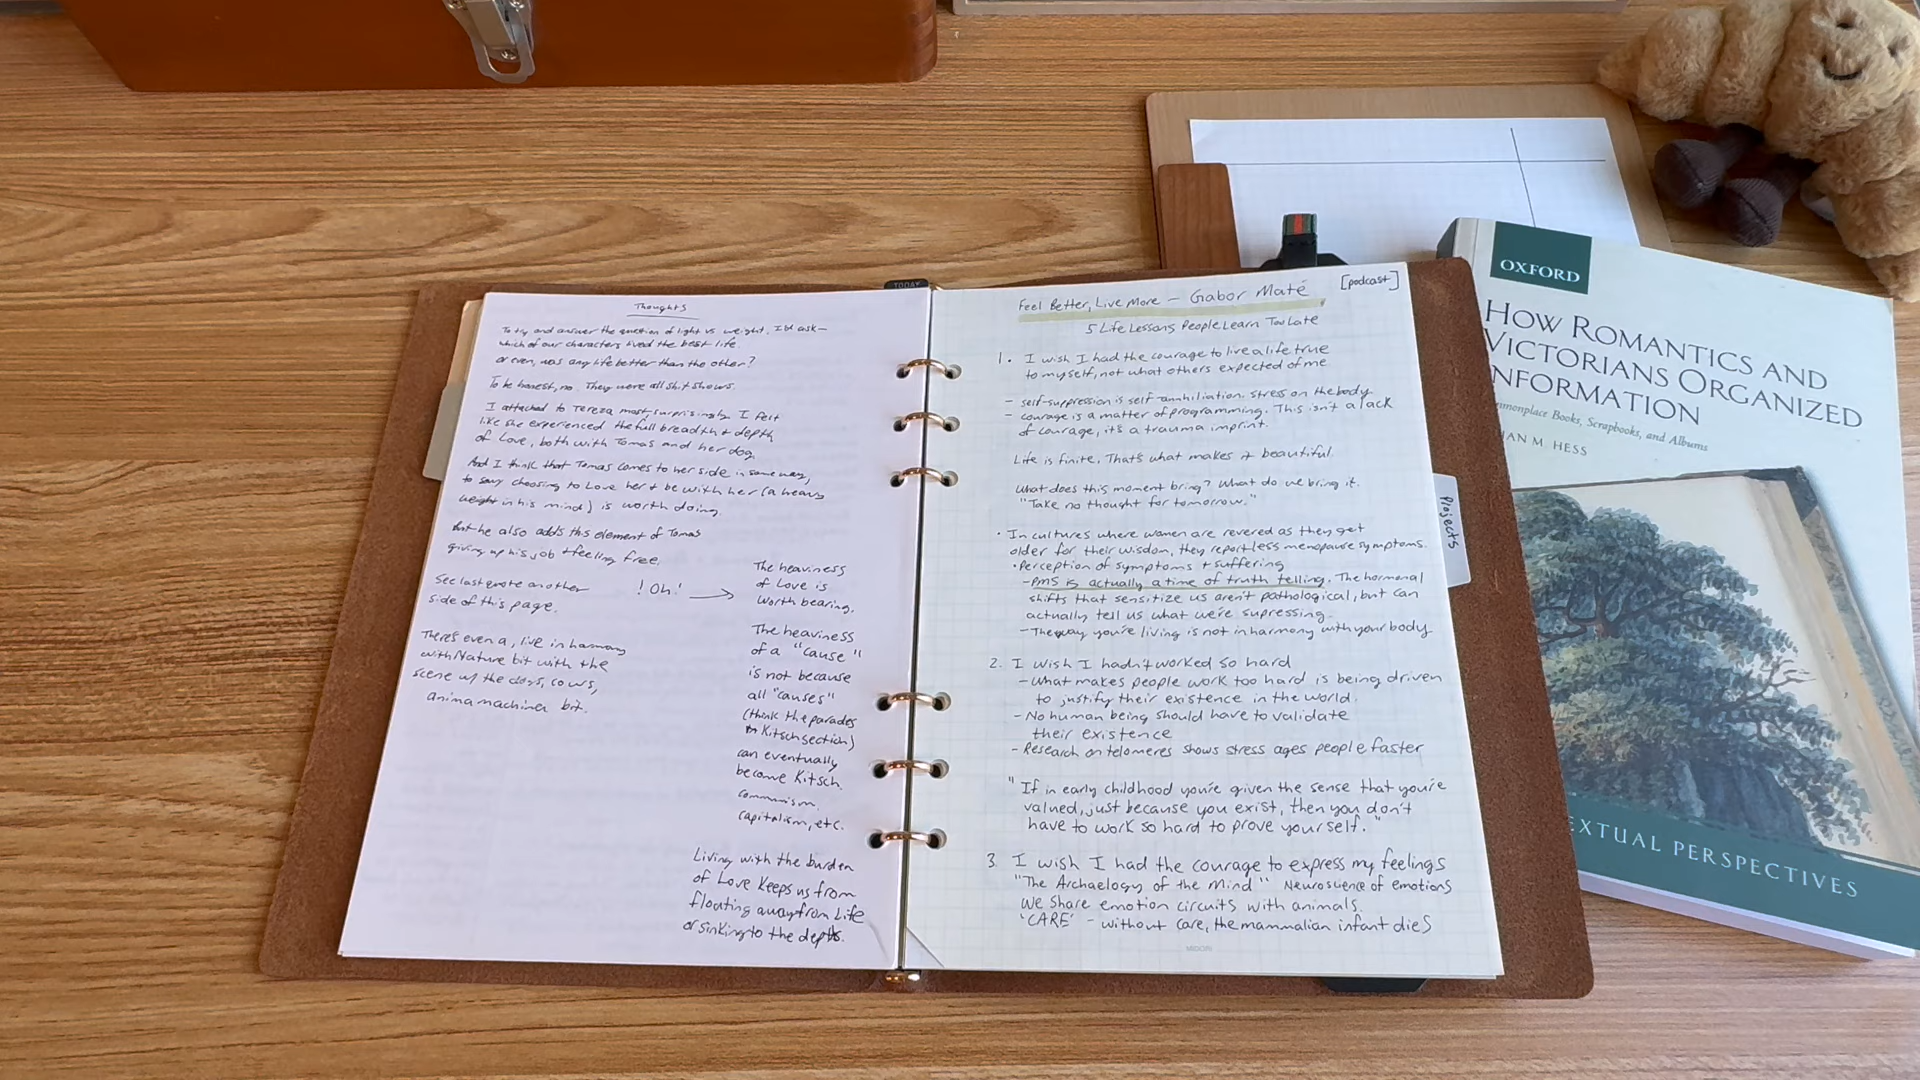 TODAY
Thoughts
To try and answer the question of light vs weight. I'd ask—
which of our characters lived the best life.
or even, was any life better than the other?
To be honest, no. They were all shit shows.
I attached to Tereza most, surprisingly. I felt
like she experienced the full breadth & depth
of Love, both with Tomas and her dog.
And I think that Tomas comes to her side in some way,
to say choosing to Love her & be with her (a heavy
weight in his mind) is worth doing.
But he also adds this element of Tomas
giving up his job & feeling free.
See last quote on other
side of this page.
! Oh! →
There's even a, live in harmony
with Nature bit with the
scene w/ the dogs, cows,
anima machina bit.
The heaviness
of Love is
worth bearing.
The heaviness
of a "cause"
is not because
all "causes"
(think the parades
Kitsch section)
can eventually
become Kitsch.
communism.
capitalism, etc.
Living with the burden
of Love keeps us from
floating away from Life
or sinking to the depths.
[podcast]
Feel Better, Live More — Gabor Maté
5 Life Lessons People Learn Too Late
1. I wish I had the courage to live a life true
to myself, not what others expected of me
- self-suppression is self-annhiliation. stress on the body
- courage is a matter of programming. This isn't a lack
of courage, it's a trauma imprint.
Life is finite. That's what makes it beautiful.
What does this moment bring? What do we bring it.
"Take no thought for tomorrow."
• In cultures where women are revered as they get
older for their wisdom, they report less menopause symptoms.
• Perception of symptoms + suffering
- PMS is actually a time of truth telling. The hormonal
shifts that sensitize us aren't pathological, but can
actually tell us what we're supressing.
- The way you're living is not in harmony with your body
2. I wish I hadn't worked so hard
- What makes people work too hard is being driven
to justify their existence in the world.
- No human being should have to validate
their existence
- Research on telomeres shows stress ages people faster
"If in early childhood you're given the sense that you're
valued, just because you exist, then you don't
have to work so hard to prove yourself."
3. I wish I had the courage to express my feelings
"The Archaelogy of the Mind" Neuroscience of emotions
We share emotion circuits with animals.
'CARE' - without care, the mammalian infant dies
MIDORI
Projects
OXFORD
HOW ROMANTICS AND
VICTORIANS ORGANIZED
INFORMATION
Books, Scrapbooks, and Albums
M. HESS
EXTUAL PERSPECTIVES